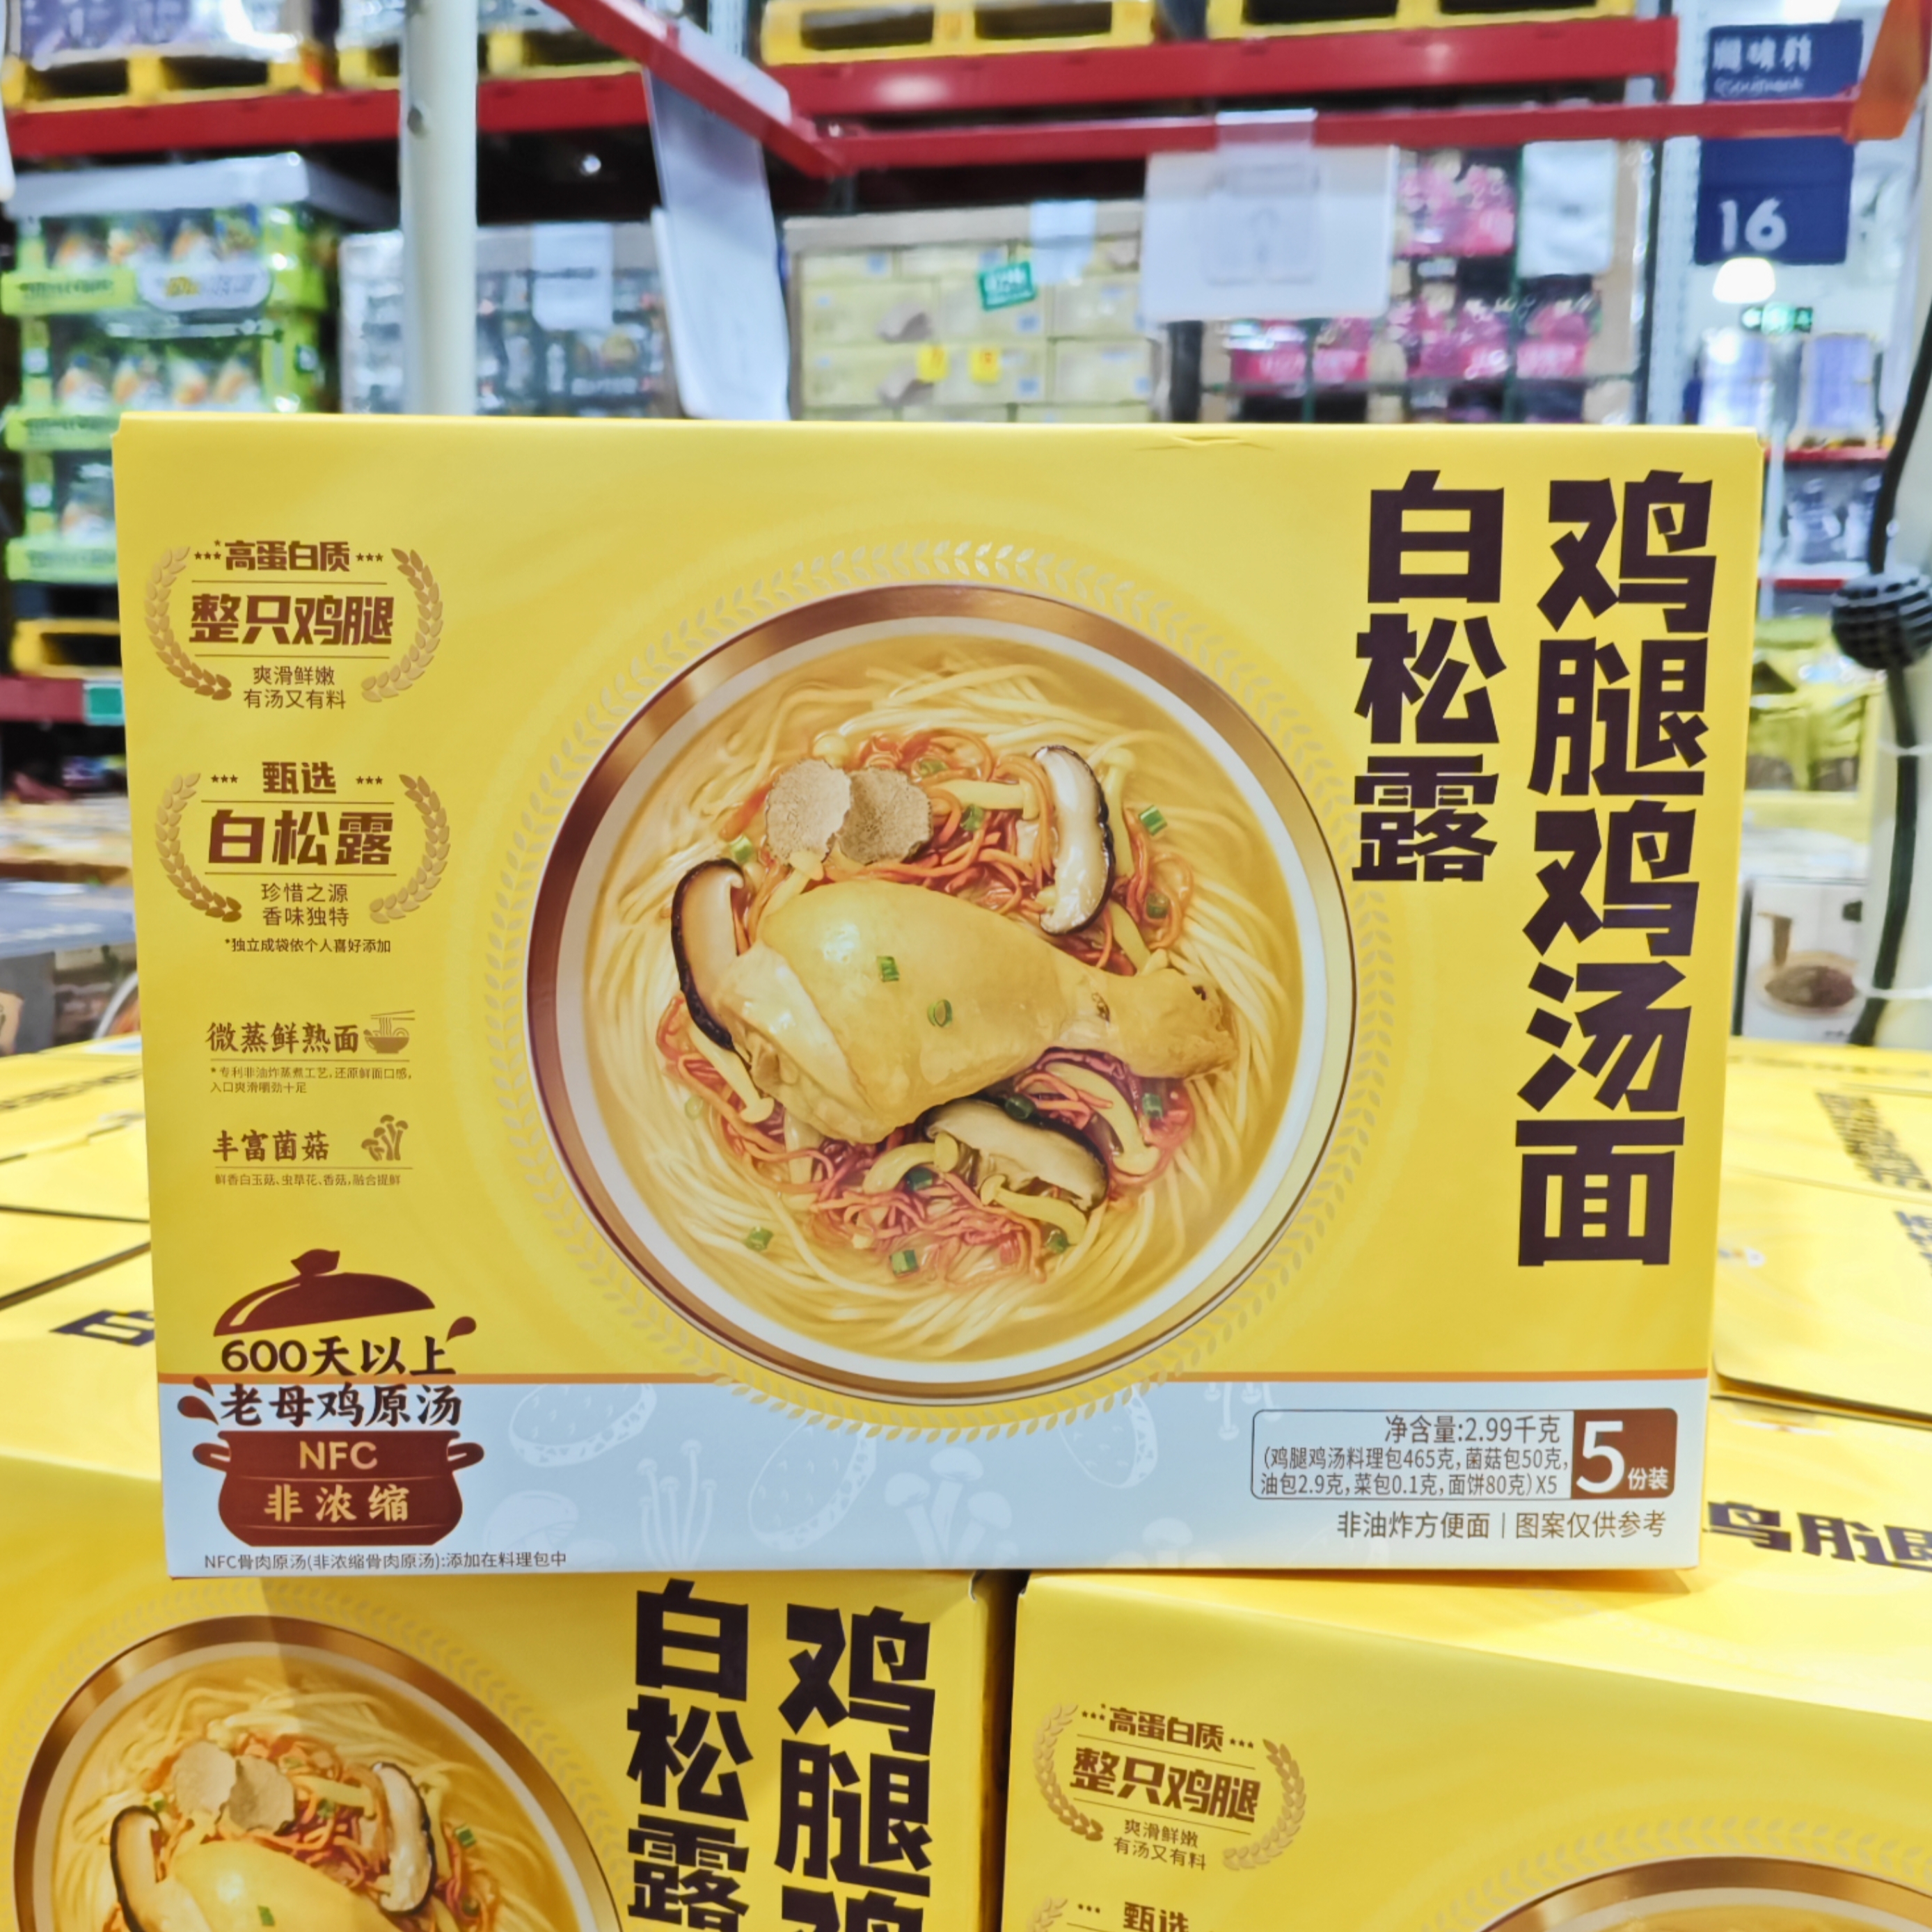 16
白松露
鸡腿鸡汤面
高蛋白质
整只鸡腿
爽滑鲜嫩
有汤又有料
甄选
白松露
珍惜之源
香味独特
*独立成袋依个人喜好添加
微蒸鲜熟面
*专利非油炸蒸煮工艺,还原鲜面口感,
入口爽滑嚼劲十足
丰富菌菇
鲜香白玉菇、虫草花、香菇,融合提鲜
600天以上
老母鸡原汤
NFC
非浓缩
NFC骨肉原汤(非浓缩骨肉原汤):添加在料理包中
净含量:2.99千克
(鸡腿鸡汤料理包465克,菌菇包50克,
油包2.9克,菜包0.1克,面饼80克)X5
5份装
非油炸方便面|图案仅供参考
白松露
鸡腿鸡
高蛋白质
整只鸡腿
爽滑鲜嫩
有汤又有料
甄选